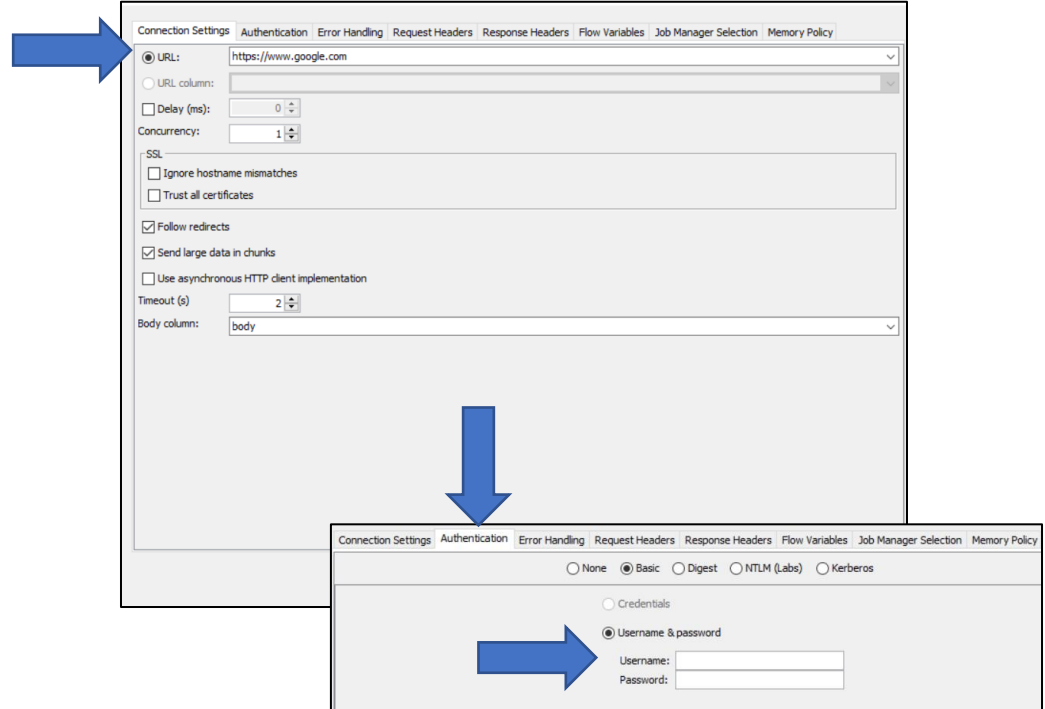 Connection Settings Authentication Error Handling Request Headers Response Headers Flow Variables Job Manager Selection Memory Policy
URL: https://www.google.com
URL column:
Delay (ms): 0
Concurrency: 1
SSL
Ignore hostname mismatches
Trust all certificates
Follow redirects
Send large data in chunks
Use asynchronous HTTP client implementation
Timeout (s) 2
Body column: body
Connection Settings Authentication Error Handling Request Headers Response Headers Flow Variables Job Manager Selection Memory Policy
None Basic Digest NTLM (Labs) Kerberos
Credentials
Username & password
Username:
Password: